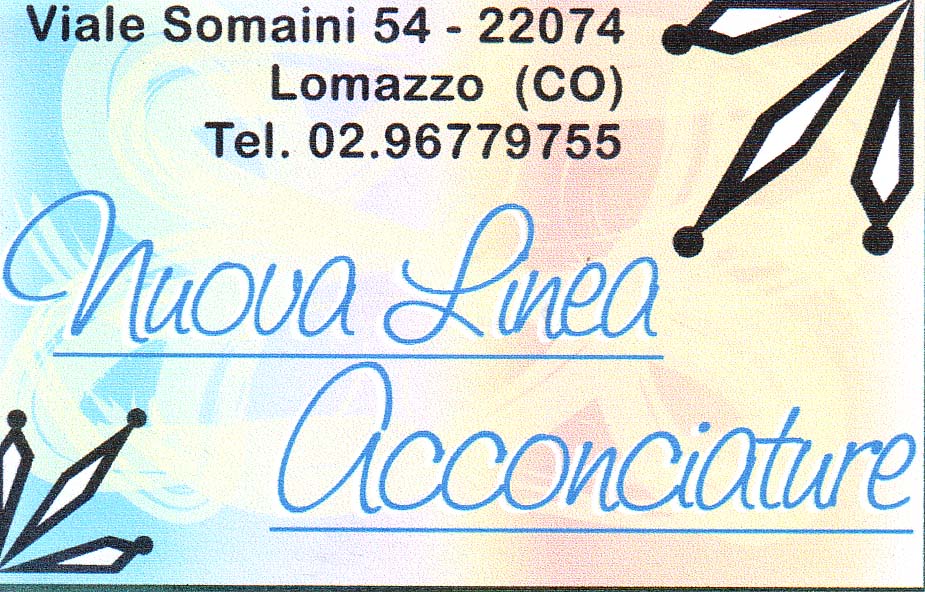 Viale Somaini 54 - 22074
Lomazzo (CO)
Tel. 02.96779755
Nuova Linea
Acconciature